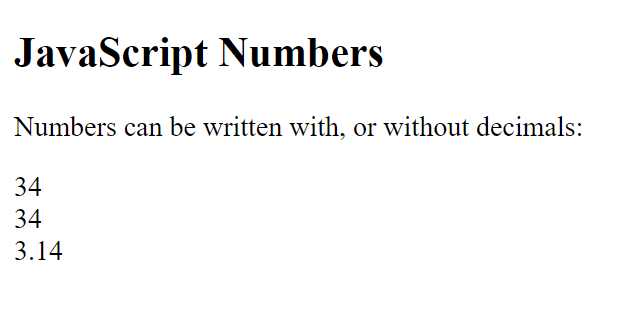 JavaScript Numbers
Numbers can be written with, or without decimals:
34
34
3.14